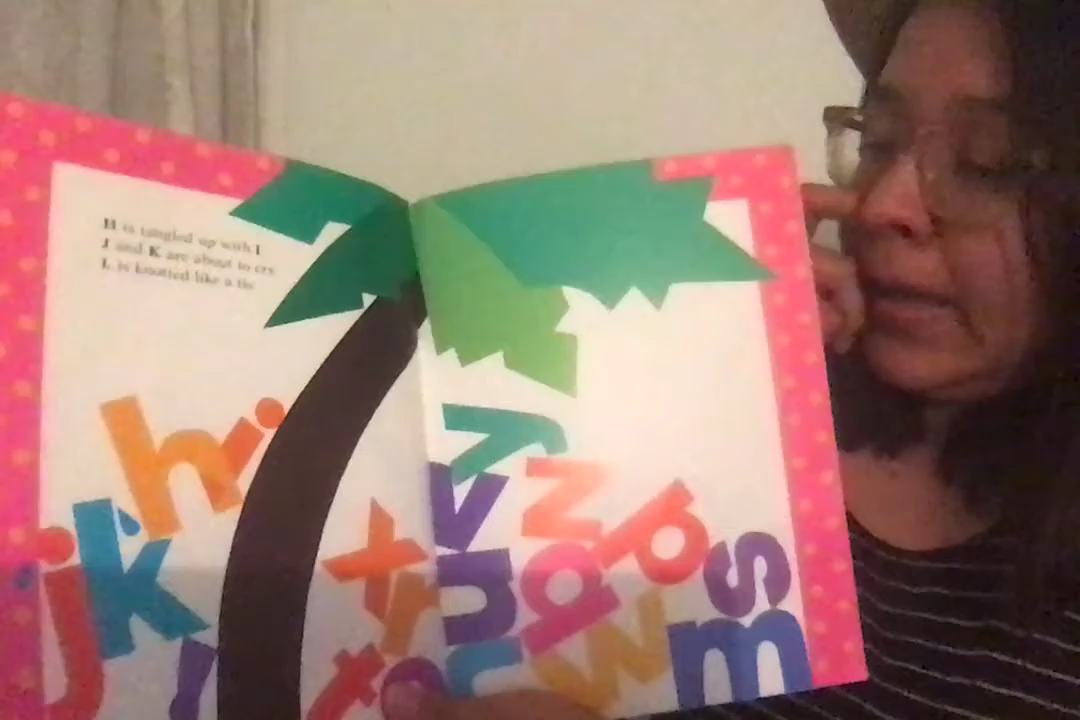 H is tangled up with I
J and K are about to cry
L is knotted like a tie
h i
j k
l
y
v z p
x r u q s
t o n w m